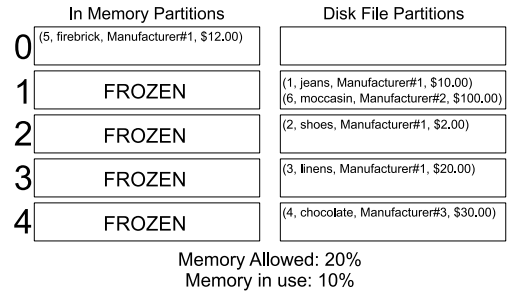 In Memory Partitions Disk File Partitions
0 (5, firebrick, Manufacturer#1, $12.00)
1 FROZEN (1, jeans, Manufacturer#1, $10.00)
(6, moccasin, Manufacturer#2, $100.00)
2 FROZEN (2, shoes, Manufacturer#1, $2.00)
3 FROZEN (3, linens, Manufacturer#1, $20.00)
4 FROZEN (4, chocolate, Manufacturer#3, $30.00)
Memory Allowed: 20%
Memory in use: 10%